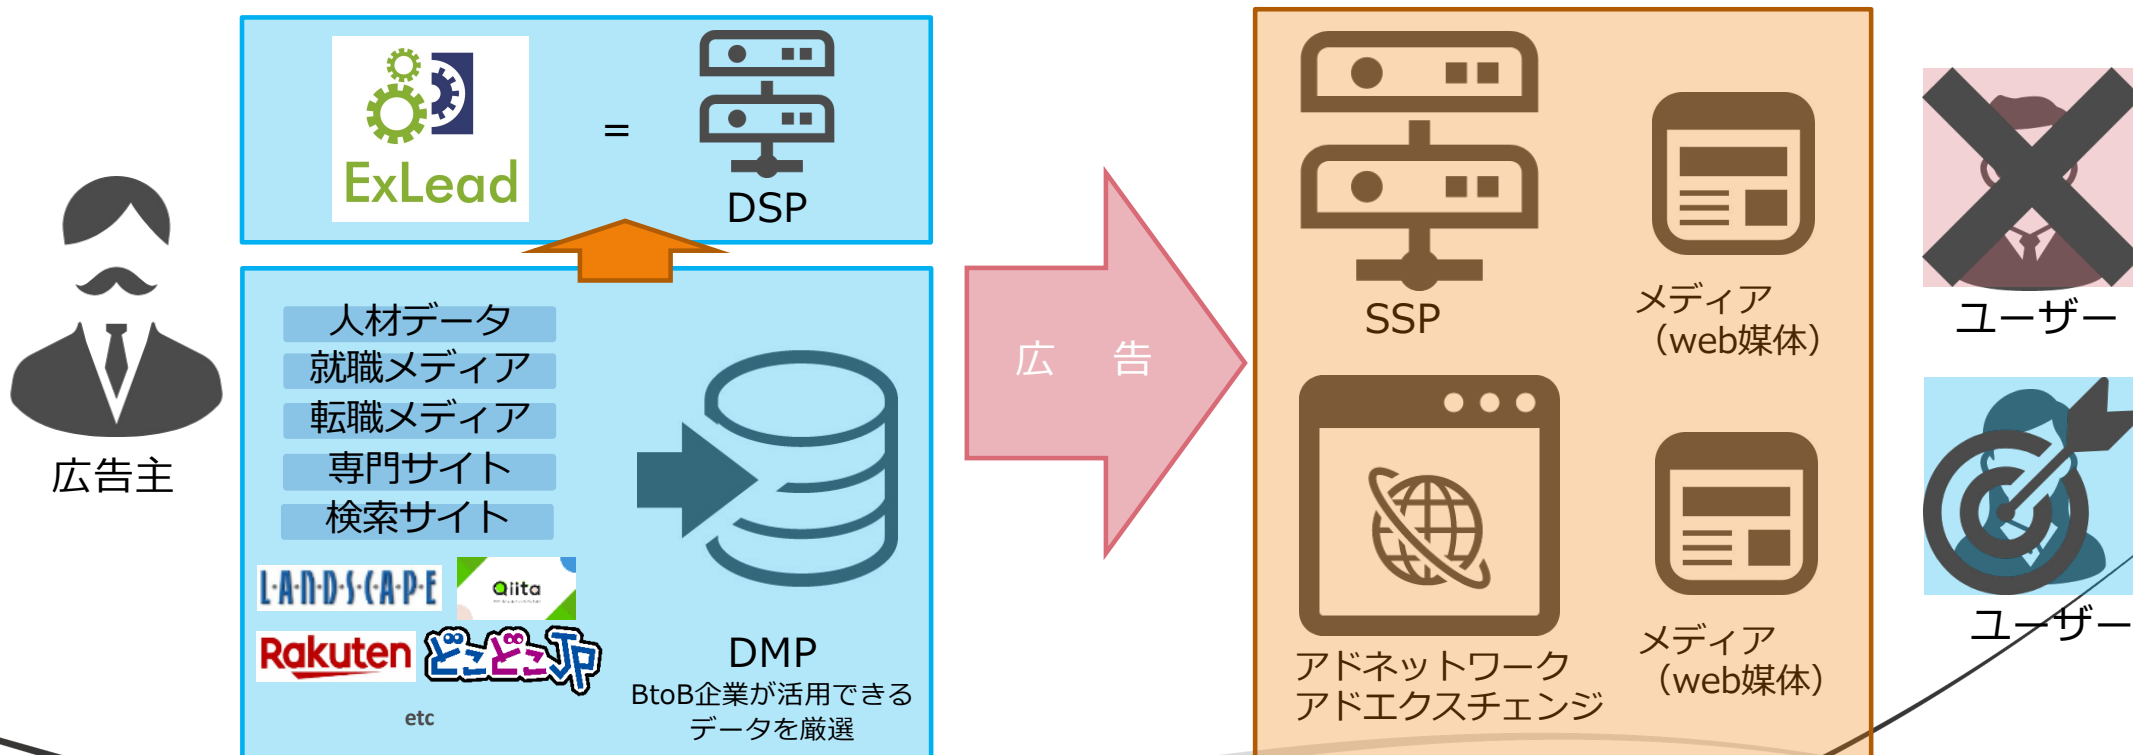 ExLead
=
DSP
広告主
人材データ
就職メディア
転職メディア
専門サイト
検索サイト
L·A·N·D·S·C·A·P·E
Qiita
Rakuten
どこどこJP
etc
DMP
BtoB企業が活用できる
データを厳選
広 告
SSP
メディア
(web媒体)
アドネットワーク
アドエクスチェンジ
メディア
(web媒体)
ユーザー
ユーザー